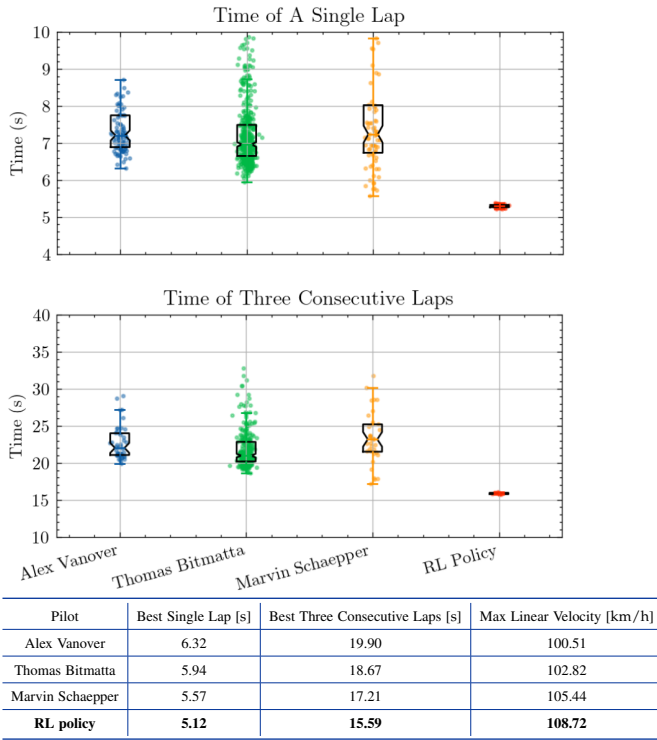 Time of A Single Lap
10
9
8
7
6
5
4
Time (s)
Time of Three Consecutive Laps
40
35
30
25
20
15
10
Time (s)
Alex Vanover
Thomas Bitmatta
Marvin Schaepper
RL Policy
Pilot Best Single Lap [s] Best Three Consecutive Laps [s] Max Linear Velocity [km/h]
Alex Vanover 6.32 19.90 100.51
Thomas Bitmatta 5.94 18.67 102.82
Marvin Schaepper 5.57 17.21 105.44
RL policy 5.12 15.59 108.72